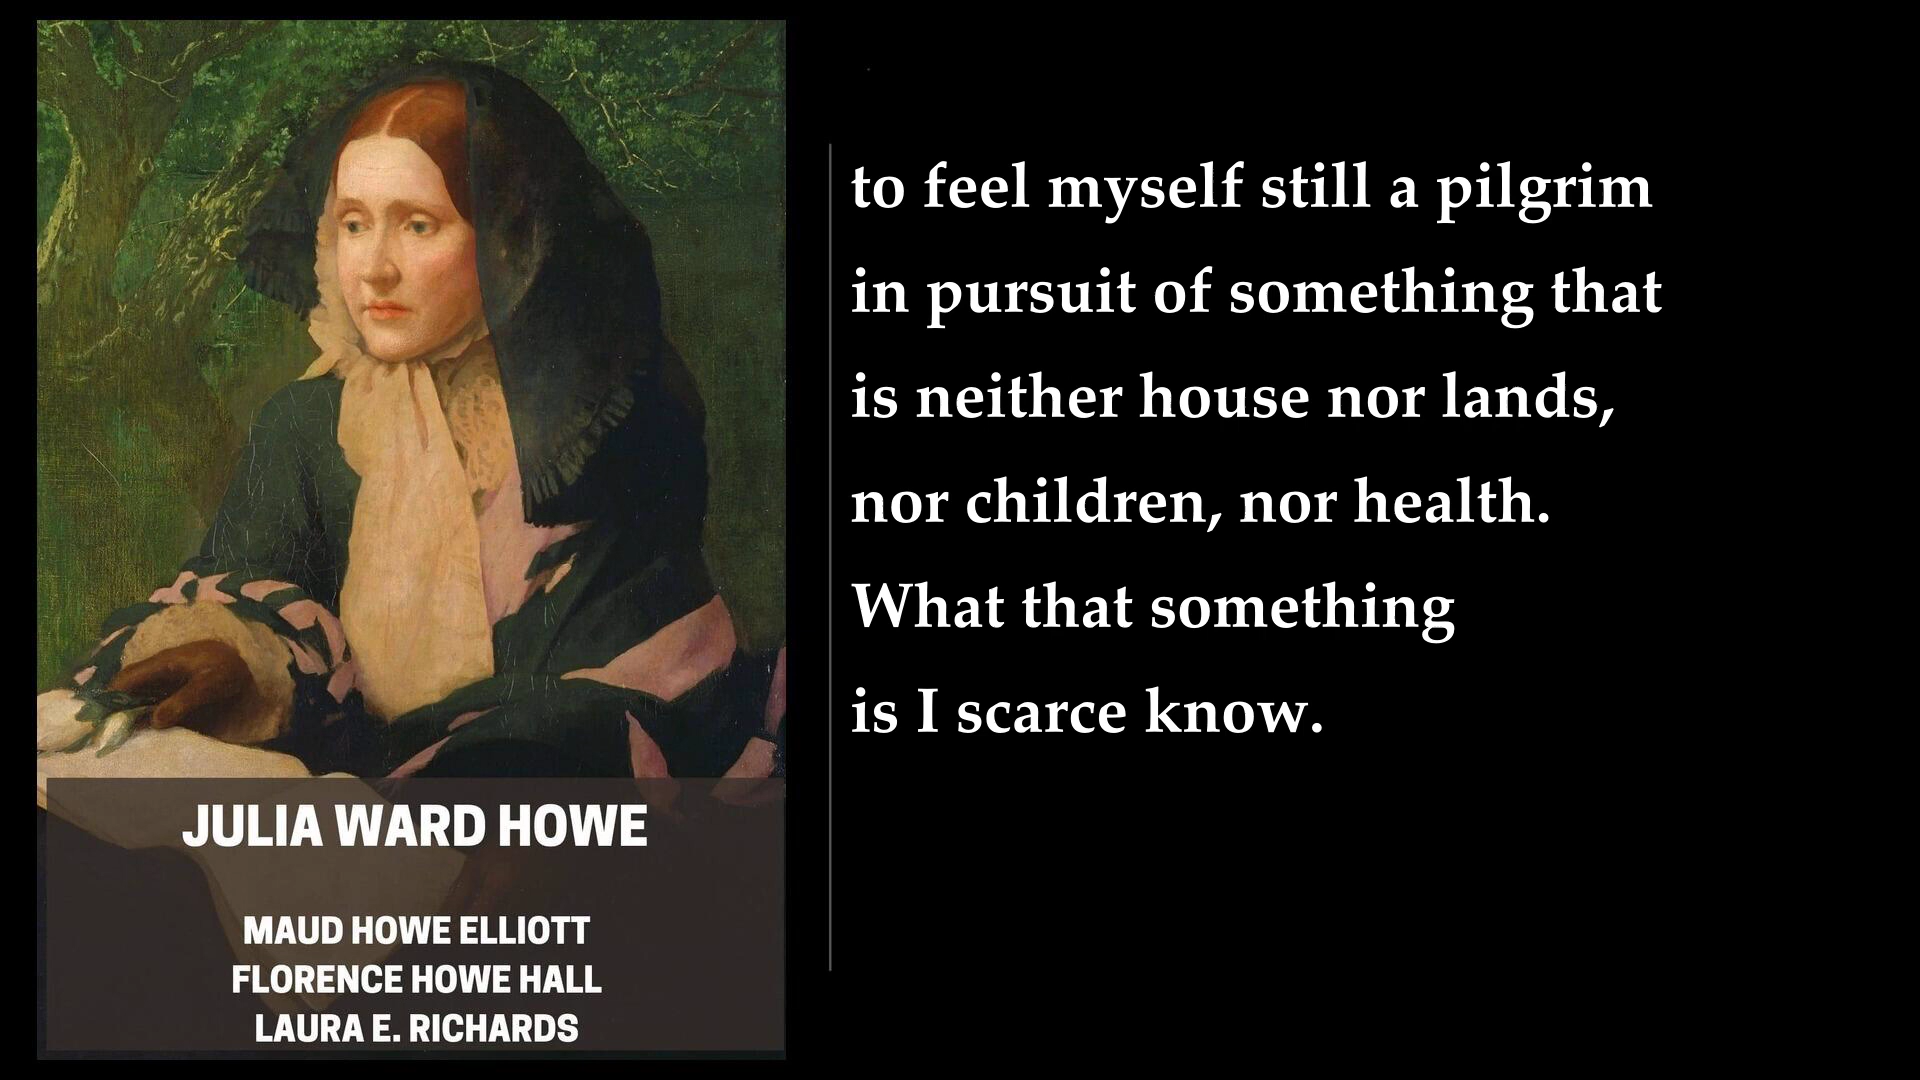 to feel myself still a pilgrim
in pursuit of something that
is neither house nor lands,
nor children, nor health.
What that something
is I scarce know.
JULIA WARD HOWE
MAUD HOWE ELLIOTT
FLORENCE HOWE HALL
LAURA E. RICHARDS